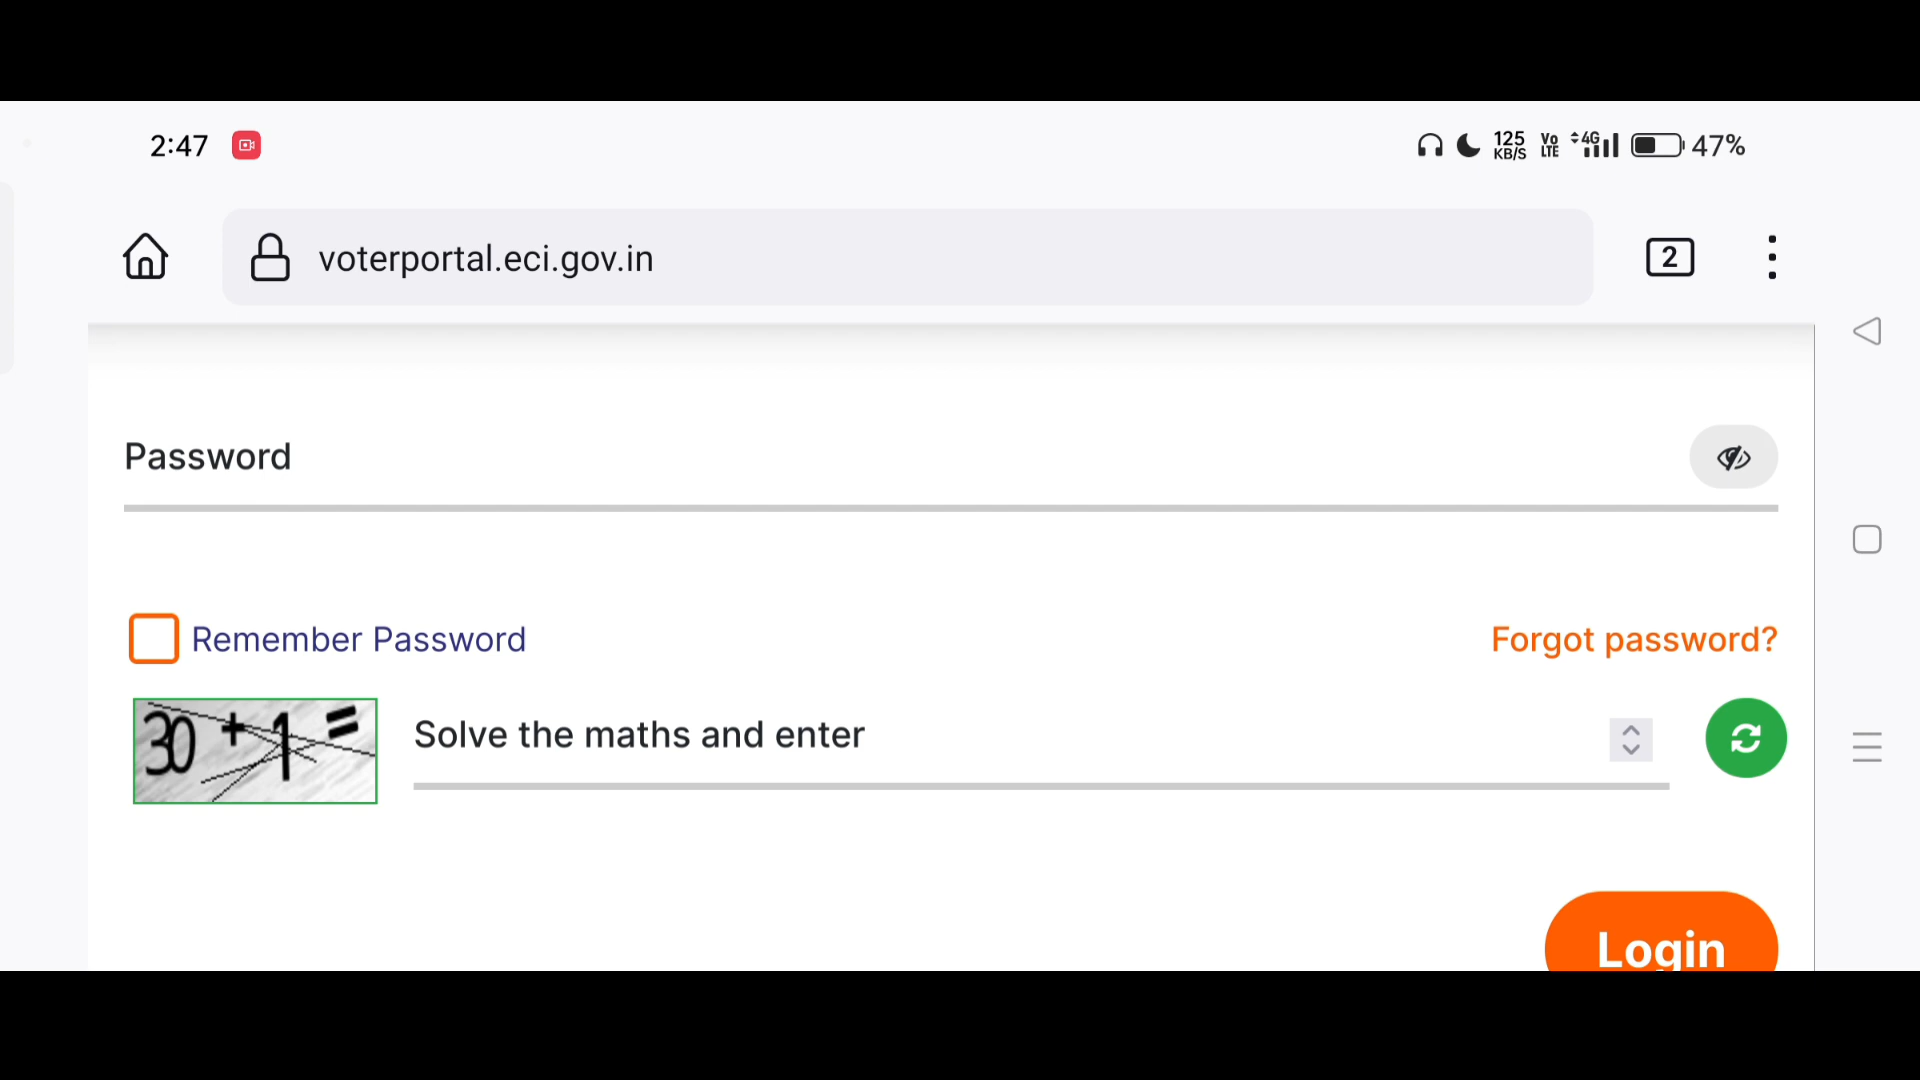 2:47
125 KB/S Vo LTE 4G 47%
voterportal.eci.gov.in
2
Password
Remember Password
Forgot password?
30 + 1 =
Solve the maths and enter
Login